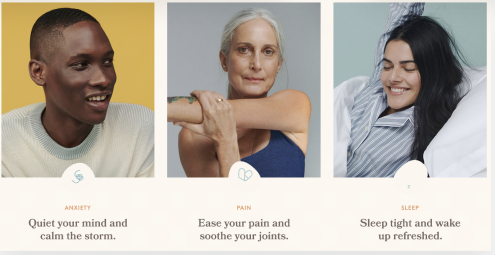 ANXIETY
Quiet your mind and
calm the storm.
PAIN
Ease your pain and
soothe your joints.
SLEEP
Sleep tight and wake
up refreshed.